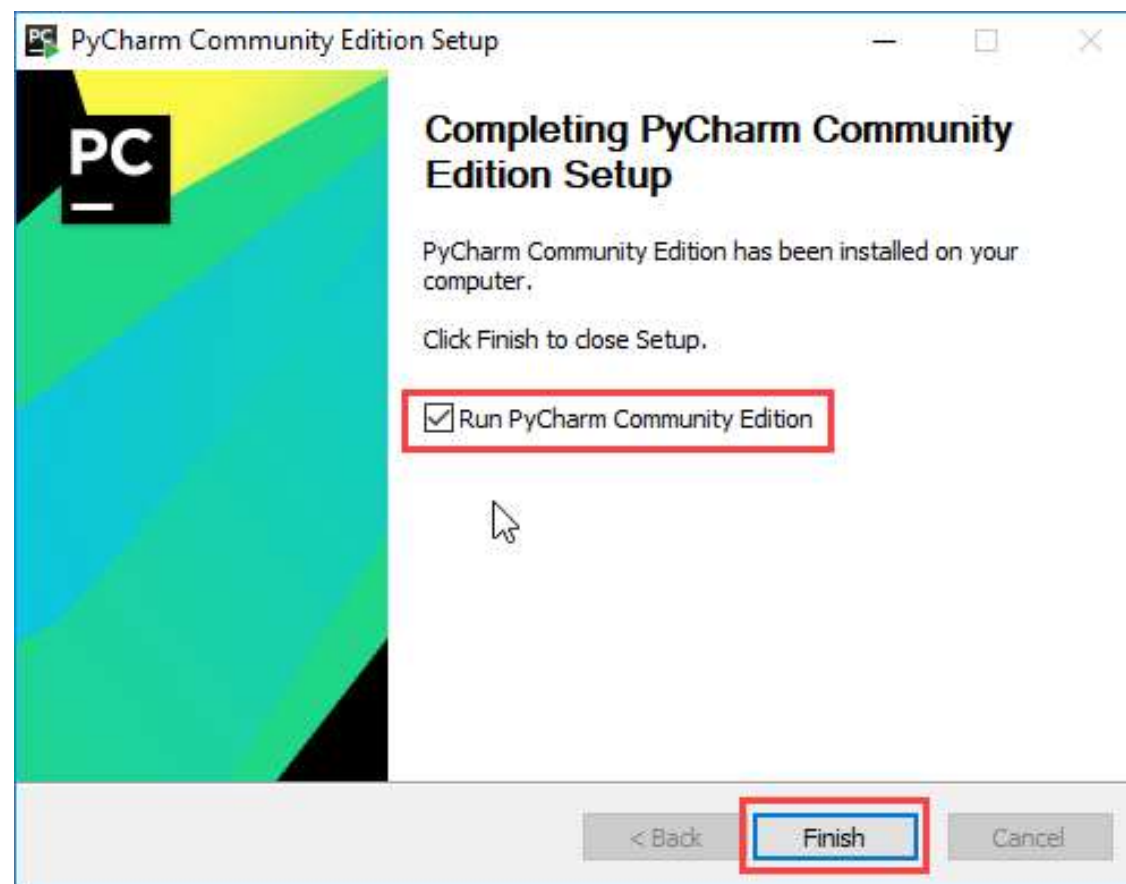 PyCharm Community Edition Setup
PC
Completing PyCharm Community
Edition Setup
PyCharm Community Edition has been installed on your
computer.
Click Finish to close Setup.
Run PyCharm Community Edition
< Back
Finish
Cancel